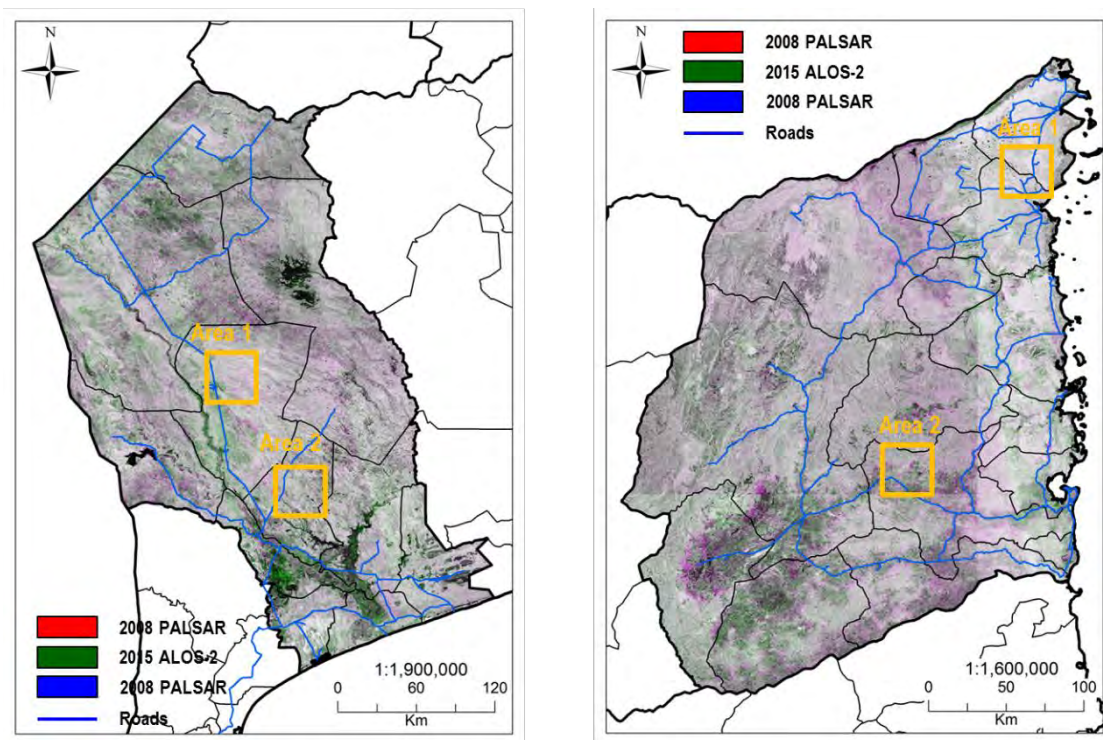 N
Area 1
Area 2
2008 PALSAR
2015 ALOS-2
2008 PALSAR
Roads
1:1,900,000
0 60 120
Km
N
2008 PALSAR
2015 ALOS-2
2008 PALSAR
Roads
Area 1
Area 2
1:1,600,000
0 50 100
Km